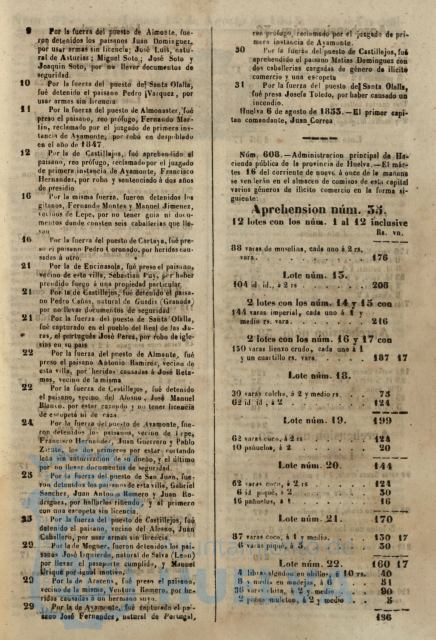 9 Por la fuerza del puesto de Aimonte, fue-
ron detenidos los paisanos Juan Dominguez,
por usar armas sin licencia; José Luis, natu-
ral de Asturias; Miguel Soto; José Soto y
Joaquin Soto, por no llevar documentos de
seguridad.
10 Por la fuerza del puesto del Santa Olalla,
fué detenido el paisano Pedro Vazquez, por
usar armas sin licencia
11 Por la fuerza del puesto de Almonaster, fué
preso el paisano, reo prófugo, Fernando Mar-
tin, reclamado por el juzgado de primera ins-
tancia de Ayamonte, por robo en despoblado
en el año de 1847
12 Por la de Castillejos, fué aprehendido el
paisano, reo prófugo, reclamado por el juzgado
de primera instancia de Ayamonte, Francisco
Hernandez, por robo y sentenciado á dos años
de presidio
16 Por la misma fuerza, fueron detenidos los
gitanos, Fernando Montes y Manuel Jimenez,
vecinos de Lepe, por no tener guia ni docu-
mentos donde consten seis caballerias que lle-
van
16 Por la fuerza del puesto de Cartaya, fué pre-
so el paisano Pedro Coronado, por heridas cau-
sadas á otro.
21 Por la de Encinasola, fué preso el paisano,
vecino de esta villa, Sebastian Puy, por haber
prendido fuego á una propiedad particular
21 Por la de Castillejos, fué detenido el paisa-
no Pedro Cañas, natural de Guadis (Granada)
por no llevar documentos de seguridad
21 Por la fuerza del puesto de Santa Olalla,
fué capturado en el pueblo del Real de las Ja-
ras, el portugués José Perez, por robo de igle-
sias en su pais
22 Por la fuerza del puesto de Almonte, fué
preso el paisano Antonio Ramirez, vecino de
esta villa, por heridas causadas á José Reta-
mos, vecino de la misma
22 Por la fuerza de Castillejos, fué detenido
el paisano, vecino del Alosno, José Manuel
Blanco, por estar cazando y no tener licencia
de escopeta ni de caza
24 Por la fuerza del puesto de Ayamonte, fue-
ron detenidos los paisanos, vecinos de Lepe,
Francisco Hernandez, Juan Guerrero y Pablo
los dos primeros por estar cortando
leña sin autorizacion de su dueño, y el último
por no llevar documentos de seguridad.
25 Por la fuerza del puesto de San Juan, fue-
ron detenidos los paisanos de esta villa, Gabriel
Sanchez, Juan Antonio Romero y Juan Ro-
driguez, por hallarlos riñendo, y al primero
con una escopeta sin licencia.
25 Por la fuerza del puesto de Castillejos, fué
detenido el paisano, vecino del Alosno, Juan
Caballero, por usar armas sin licencia.
29 Por la de Moguer, fueron detenidos los pai-
sanos José Izquierdo, natural de Salva (Leon)
por llevar el pasaporte cumplido, y Manuel
por igual motivo.
29 Por la de Aracena, fué preso el paisano,
vecino de la misma, Ventura Romero, por he-
ridas causadas á un hermano suyo.
29 Por la de Ayamonte, fué capturado el pai-
sano José Fernandez, natural de Portugal,
reo prófugo, reclamado por el juzgado de pri-
mera instancia de Ayamonte.
30 Por la fuerza del puesto de Castillejos, fué
aprehendido el paisano Matias Dominguez con
dos caballerias cargadas de género de ilícito
comercio y una escopeta
31 Por la fuerza del puesto del Santa Olalla,
fué presa Josefa Toledo, por haber causado un
incendio.
Huelva 6 de agosto de 1855.—El primer capi-
tan comandante, Juan Correa
Núm. 608.—Administracion principal de Ha-
cienda pública de la provincia de Huelva.—El már-
tes 16 del corriente de nueve á once de la mañana
se venderán en el almacen de comisos de esta capital
varios géneros de ilícito comercio en la forma si-
guiente:
Aprehension núm. 55.
12 lotes con los núm. 1 al 12 inclusive
Rs. vn.
88 varas de muselina, cada uno á 2 rs,
vara. . . . . . . . 176
Lote núm. 13.
104 id. id., á 2 rs . . . . . 208
2 lotes con los núm. 14 y 15 con
144 varas imperial, cada uno á 1 y
medio rs. vara. . . . . . 216
2 lotes con los núm. 16 y 17 con
150 varas lienzo crudo, cada uno á 1
y un cuartillo rs. vara. . . . . 187 17
Lote núm. 18.
30 varas colcha, á 2 y medio rs. . . 75
62 id. id., á 2 . . . . . 124
Lote núm. 19. 199
62 varas coco, á 2 rs . . . . 124
10 pañuelos, á 2 . . . . . 20
Lote núm. 20. 144
62 varas coco, á 2 rs . . . . 124
6 id. piqué, á 5 . . . . . 30
16 pañuelos, á 1 . . . . . 16
Lote núm. 21. 170
87 varas coco, á 1 y medio. . . . 130 17
6 varas piqué, á 5. . . . . 30
Lote núm. 22. 160 17
4 libras algodon en ovillos, á 10 rs. 40
8 y media en madejas, á 6 . . . 51
36 varas cinta, á 2 y medio. . . . 90
2 pañuelos, á 2 y medio. . . 5
186